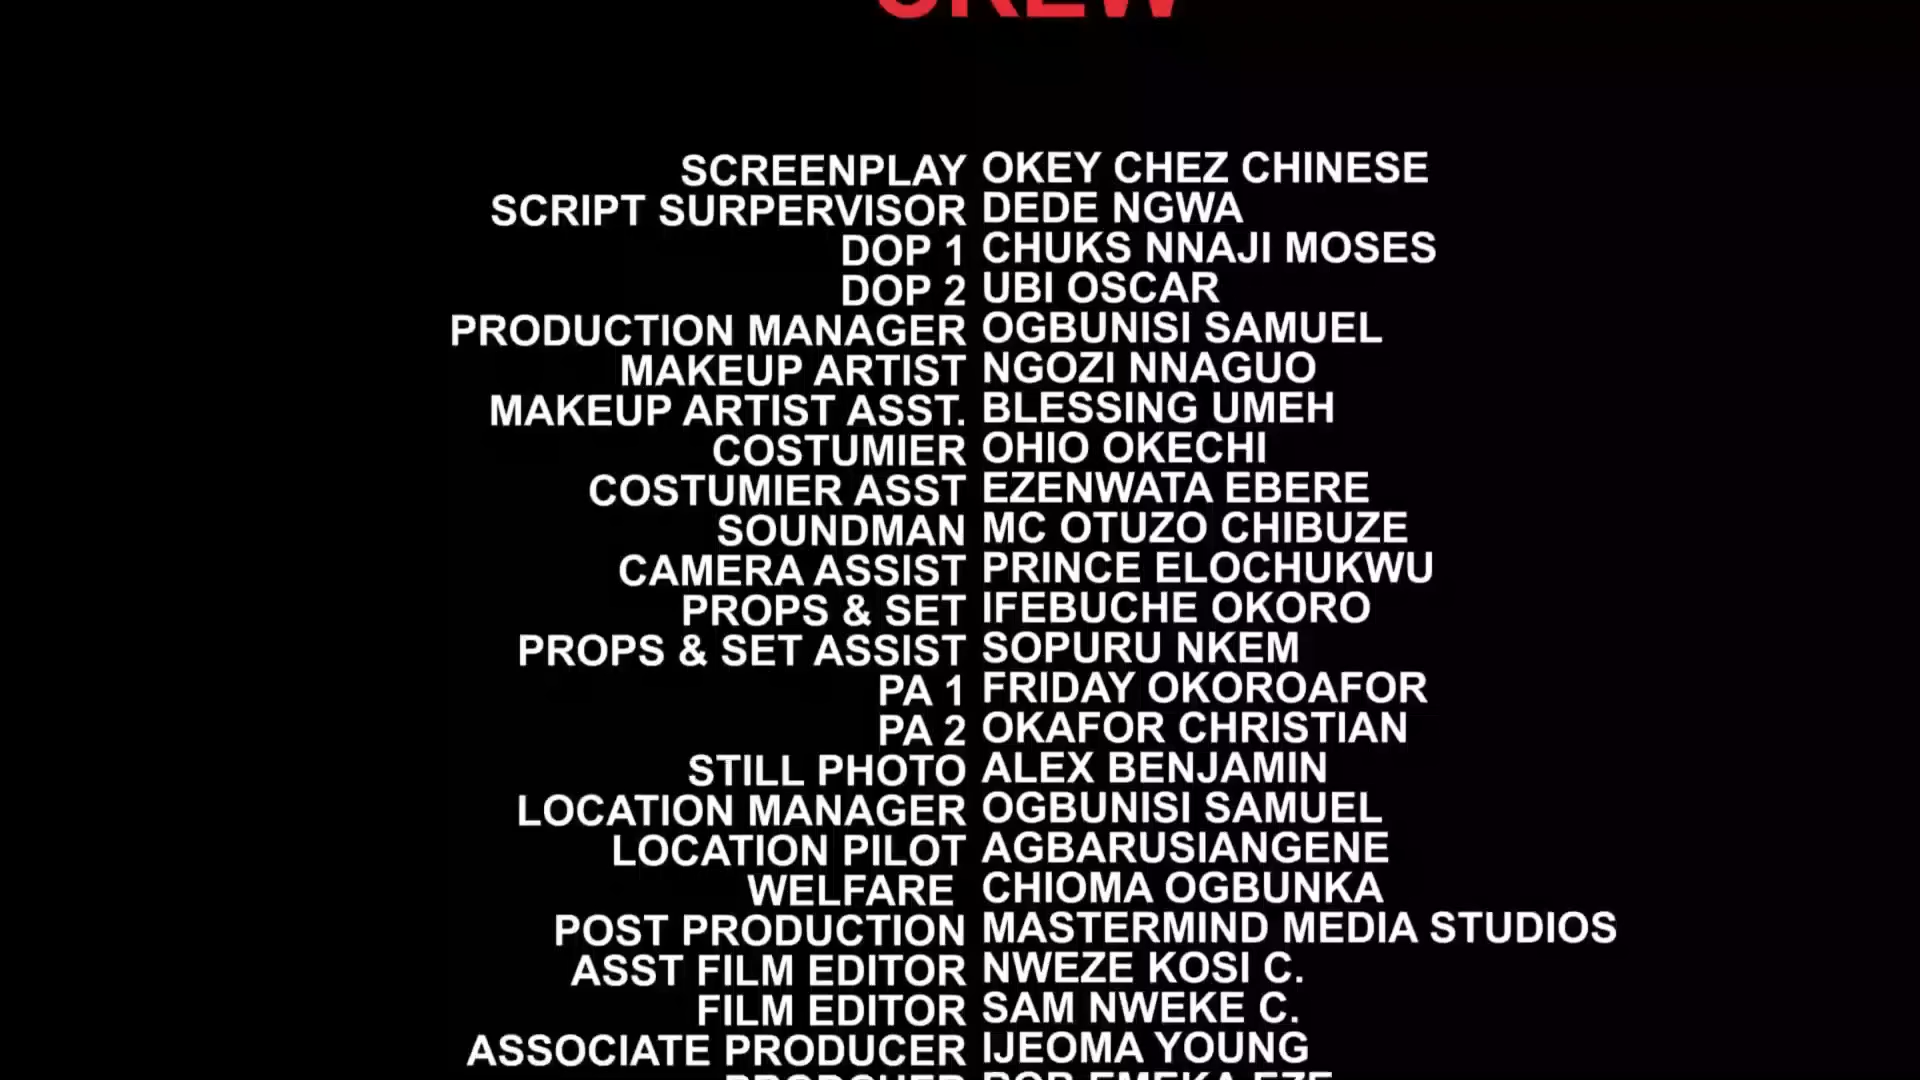 CREW
SCREENPLAY OKEY CHEZ CHINESE
SCRIPT SURPERVISOR DEDE NGWA
DOP 1 CHUKS NNAJI MOSES
DOP 2 UBI OSCAR
PRODUCTION MANAGER OGBUNISI SAMUEL
MAKEUP ARTIST NGOZI NNAGUO
MAKEUP ARTIST ASST. BLESSING UMEH
COSTUMIER OHIO OKECHI
COSTUMIER ASST EZENWATA EBERE
SOUNDMAN MC OTUZO CHIBUZE
CAMERA ASSIST PRINCE ELOCHUKWU
PROPS & SET IFEBUCHE OKORO
PROPS & SET ASSIST SOPURU NKEM
PA 1 FRIDAY OKOROAFOR
PA 2 OKAFOR CHRISTIAN
STILL PHOTO ALEX BENJAMIN
LOCATION MANAGER OGBUNISI SAMUEL
LOCATION PILOT AGBARUSIANGENE
WELFARE CHIOMA OGBUNKA
POST PRODUCTION MASTERMIND MEDIA STUDIOS
ASST FILM EDITOR NWEZE KOSI C.
FILM EDITOR SAM NWEKE C.
ASSOCIATE PRODUCER IJEOMA YOUNG
EMEKA EZE